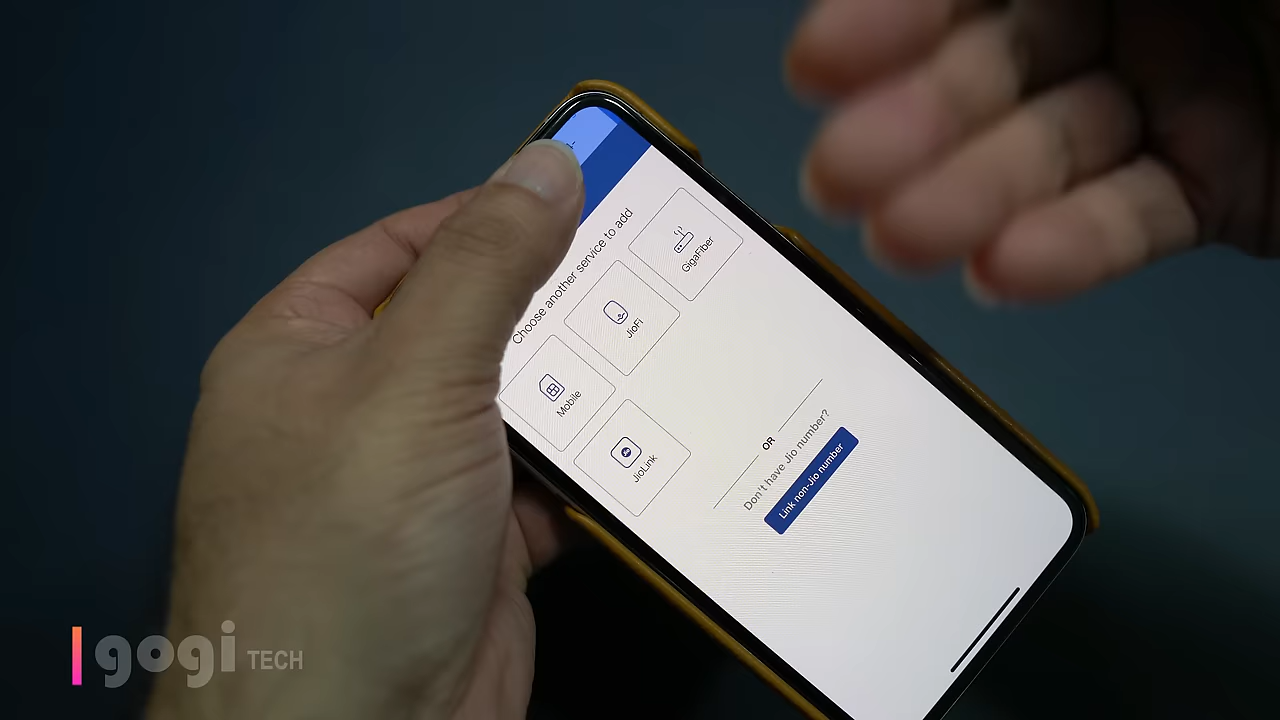 Choose another service to add
Mobile
JioFi
GigaFiber
JioLink
OR
Don't have Jio number?
Link non-Jio number
gogi TECH